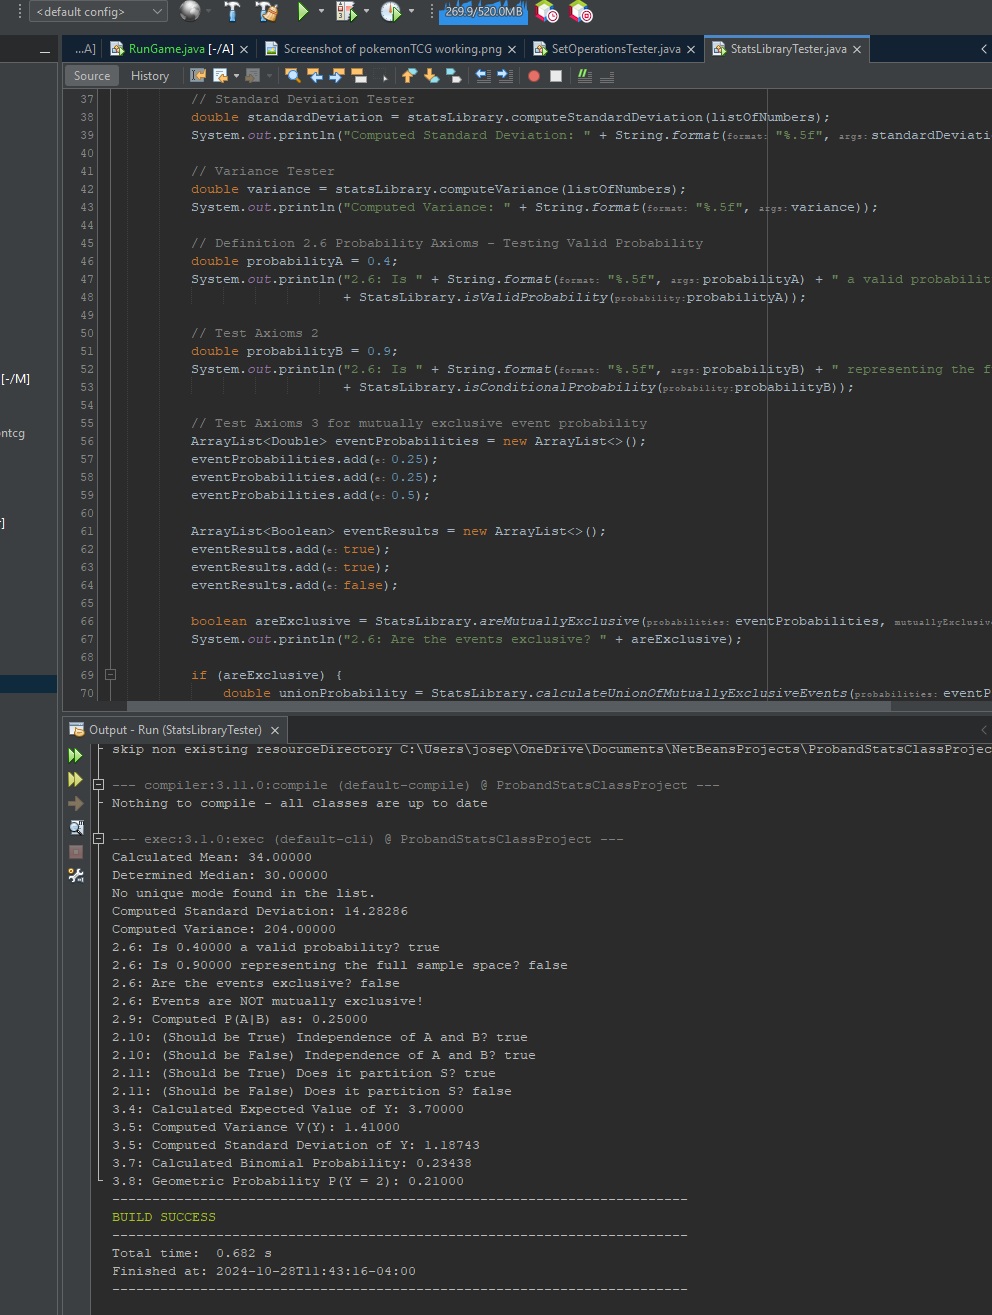 <default config>
269.9/520.0MB
...A]
RunGame.java [-/A]
Screenshot of pokemonTCG working.png
SetOperationsTester.java
StatsLibraryTester.java
Source
History
[-/M]
entcg
37 // Standard Deviation Tester
38 double standardDeviation = statsLibrary.computeStandardDeviation(listOfNumbers);
39 System.out.println("Computed Standard Deviation: " + String.format(format: "%.5f", args: standardDeviati
40
41 // Variance Tester
42 double variance = statsLibrary.computeVariance(listOfNumbers);
43 System.out.println("Computed Variance: " + String.format(format: "%.5f", args: variance));
44
45 // Definition 2.6 Probability Axioms - Testing Valid Probability
46 double probabilityA = 0.4;
47 System.out.println("2.6: Is " + String.format(format: "%.5f", args: probabilityA) + " a valid probabilit
48 + StatsLibrary.isValidProbability(probability: probabilityA));
49
50 // Test Axioms 2
51 double probabilityB = 0.9;
52 System.out.println("2.6: Is " + String.format(format: "%.5f", args: probabilityB) + " representing the f
53 + StatsLibrary.isConditionalProbability(probability: probabilityB));
54
55 // Test Axioms 3 for mutually exclusive event probability
56 ArrayList<Double> eventProbabilities = new ArrayList<>();
57 eventProbabilities.add(e: 0.25);
58 eventProbabilities.add(e: 0.25);
59 eventProbabilities.add(e: 0.5);
60
61 ArrayList<Boolean> eventResults = new ArrayList<>();
62 eventResults.add(e: true);
63 eventResults.add(e: true);
64 eventResults.add(e: false);
65
66 boolean areExclusive = StatsLibrary.areMutuallyExclusive(probabilities: eventProbabilities, mutuallyExclusive
67 System.out.println("2.6: Are the events exclusive? " + areExclusive);
68
69 if (areExclusive) {
70 double unionProbability = StatsLibrary.calculateUnionOfMutuallyExclusiveEvents(probabilities: eventP
Output - Run (StatsLibraryTester)
skip non existing resourceDirectory C:\Users\josep\OneDrive\Documents\NetBeansProjects\ProbandStatsClassProjec
--- compiler:3.11.0:compile (default-compile) @ ProbandStatsClassProject ---
Nothing to compile - all classes are up to date
--- exec:3.1.0:exec (default-cli) @ ProbandStatsClassProject ---
Calculated Mean: 34.00000
Determined Median: 30.00000
No unique mode found in the list.
Computed Standard Deviation: 14.28286
Computed Variance: 204.00000
2.6: Is 0.40000 a valid probability? true
2.6: Is 0.90000 representing the full sample space? false
2.6: Are the events exclusive? false
2.6: Events are NOT mutually exclusive!
2.9: Computed P(A|B) as: 0.25000
2.10: (Should be True) Independence of A and B? true
2.10: (Should be False) Independence of A and B? true
2.11: (Should be True) Does it partition S? true
2.11: (Should be False) Does it partition S? false
3.4: Calculated Expected Value of Y: 3.70000
3.5: Computed Variance V(Y): 1.41000
3.5: Computed Standard Deviation of Y: 1.18743
3.7: Calculated Binomial Probability: 0.23438
3.8: Geometric Probability P(Y = 2): 0.21000
------------------------------------------------------------------------
BUILD SUCCESS
------------------------------------------------------------------------
Total time:  0.682 s
Finished at: 2024-10-28T11:43:16-04:00
------------------------------------------------------------------------